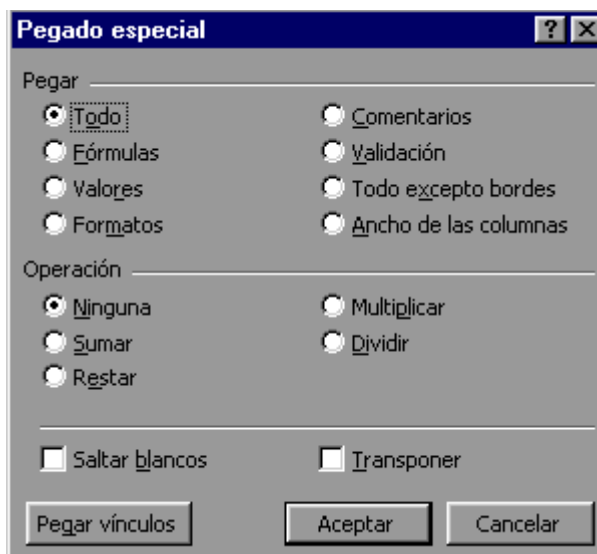 Pegado especial
Pegar
Todo
Comentarios
Fórmulas
Validación
Valores
Todo excepto bordes
Formatos
Ancho de las columnas
Operación
Ninguna
Multiplicar
Sumar
Dividir
Restar
Saltar blancos
Transponer
Pegar vínculos
Aceptar
Cancelar